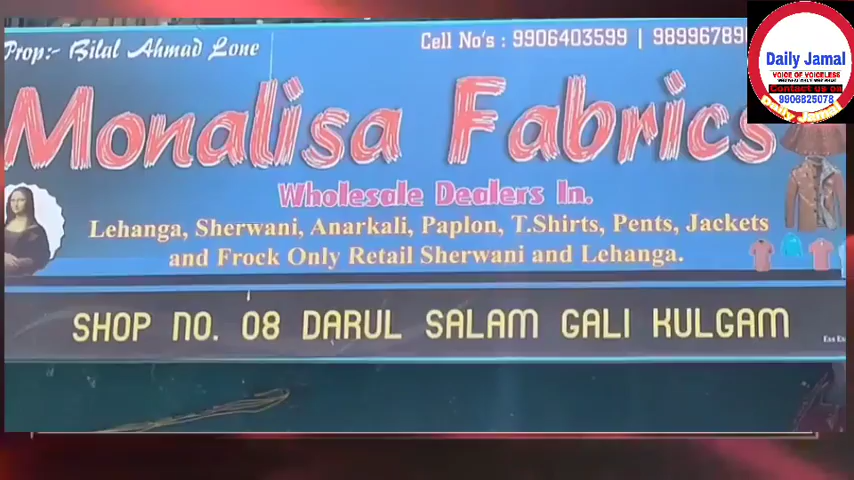 Prop:- Bilal Ahmad Lone
Cell No's : 9906403599 | 98996789
Monalisa Fabrics
Wholesale Dealers In.
Lehanga, Sherwani, Anarkali, Paplon, T.Shirts, Pents, Jackets
and Frock Only Retail Sherwani and Lehanga.
SHOP NO. 08 DARUL SALAM GALI KULGAM
Daily Jamal
VOICE OF VOICELESS
Contact us on
9906825078
Daily Jamal